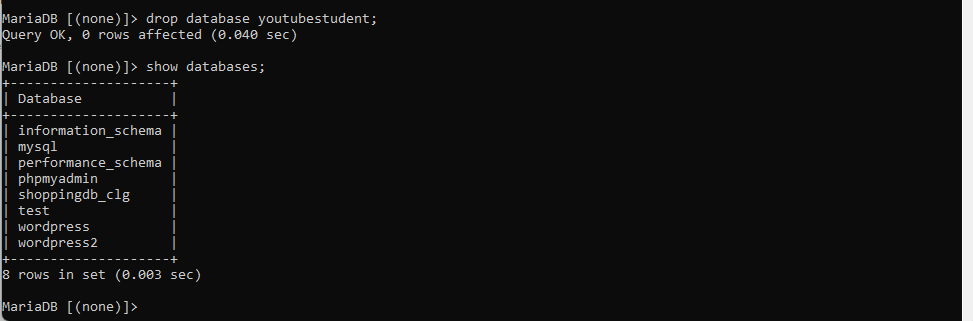 MariaDB [(none)]> drop database youtubestudent;
Query OK, 0 rows affected (0.040 sec)
MariaDB [(none)]> show databases;
+--------------------+
| Database           |
+--------------------+
| information_schema |
| mysql              |
| performance_schema |
| phpmyadmin         |
| shoppingdb_clg     |
| test               |
| wordpress          |
| wordpress2         |
+--------------------+
8 rows in set (0.003 sec)
MariaDB [(none)]>